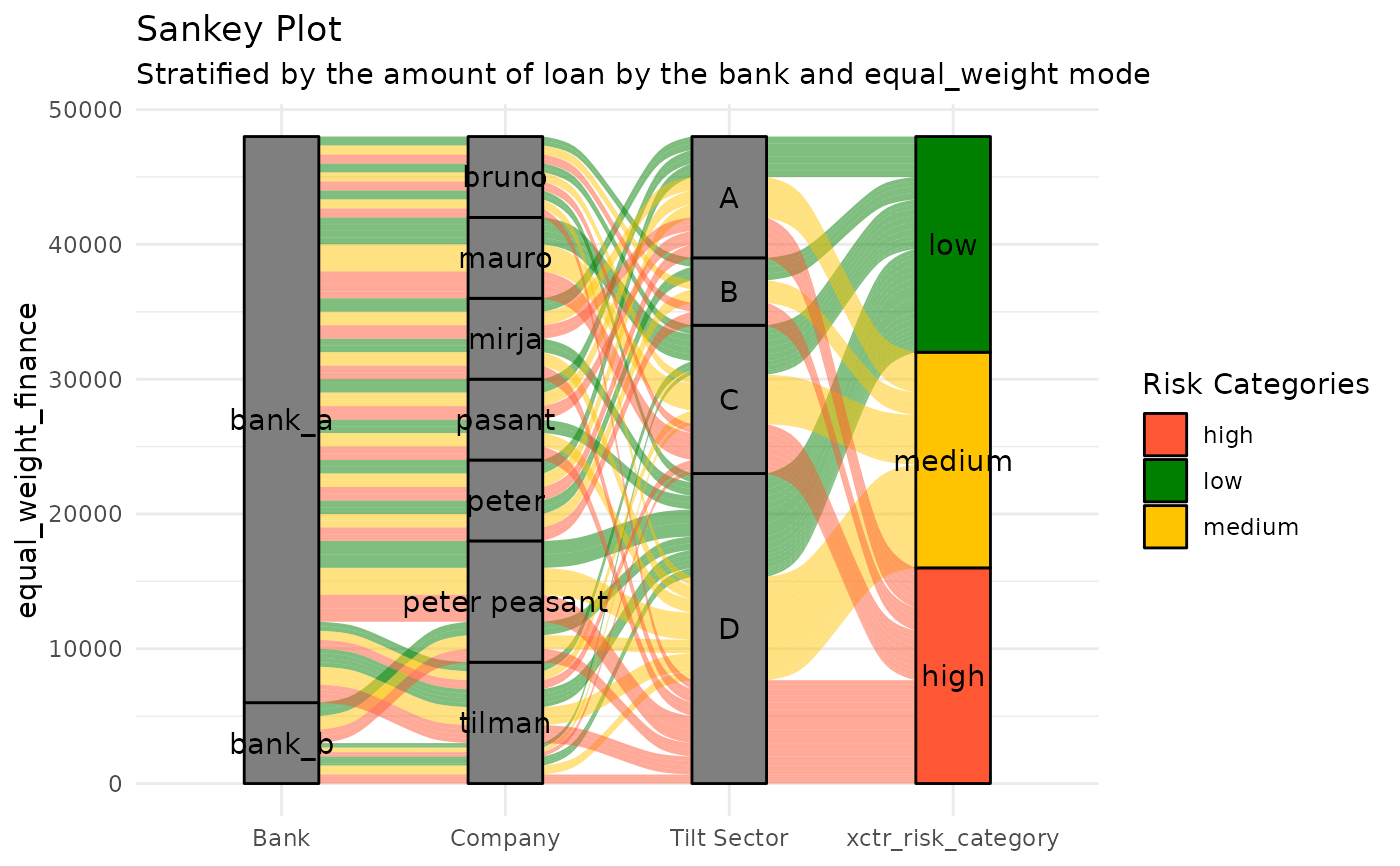 Sankey Plot
Stratified by the amount of loan by the bank and equal_weight mode
equal_weight_finance
50000
40000
30000
20000
10000
0
bank_a
bank_b
bruno
mauro
mirja
pasant
peter
peter peasant
tilman
A
B
C
D
low
medium
high
Bank
Company
Tilt Sector
xctr_risk_category
Risk Categories
high
low
medium